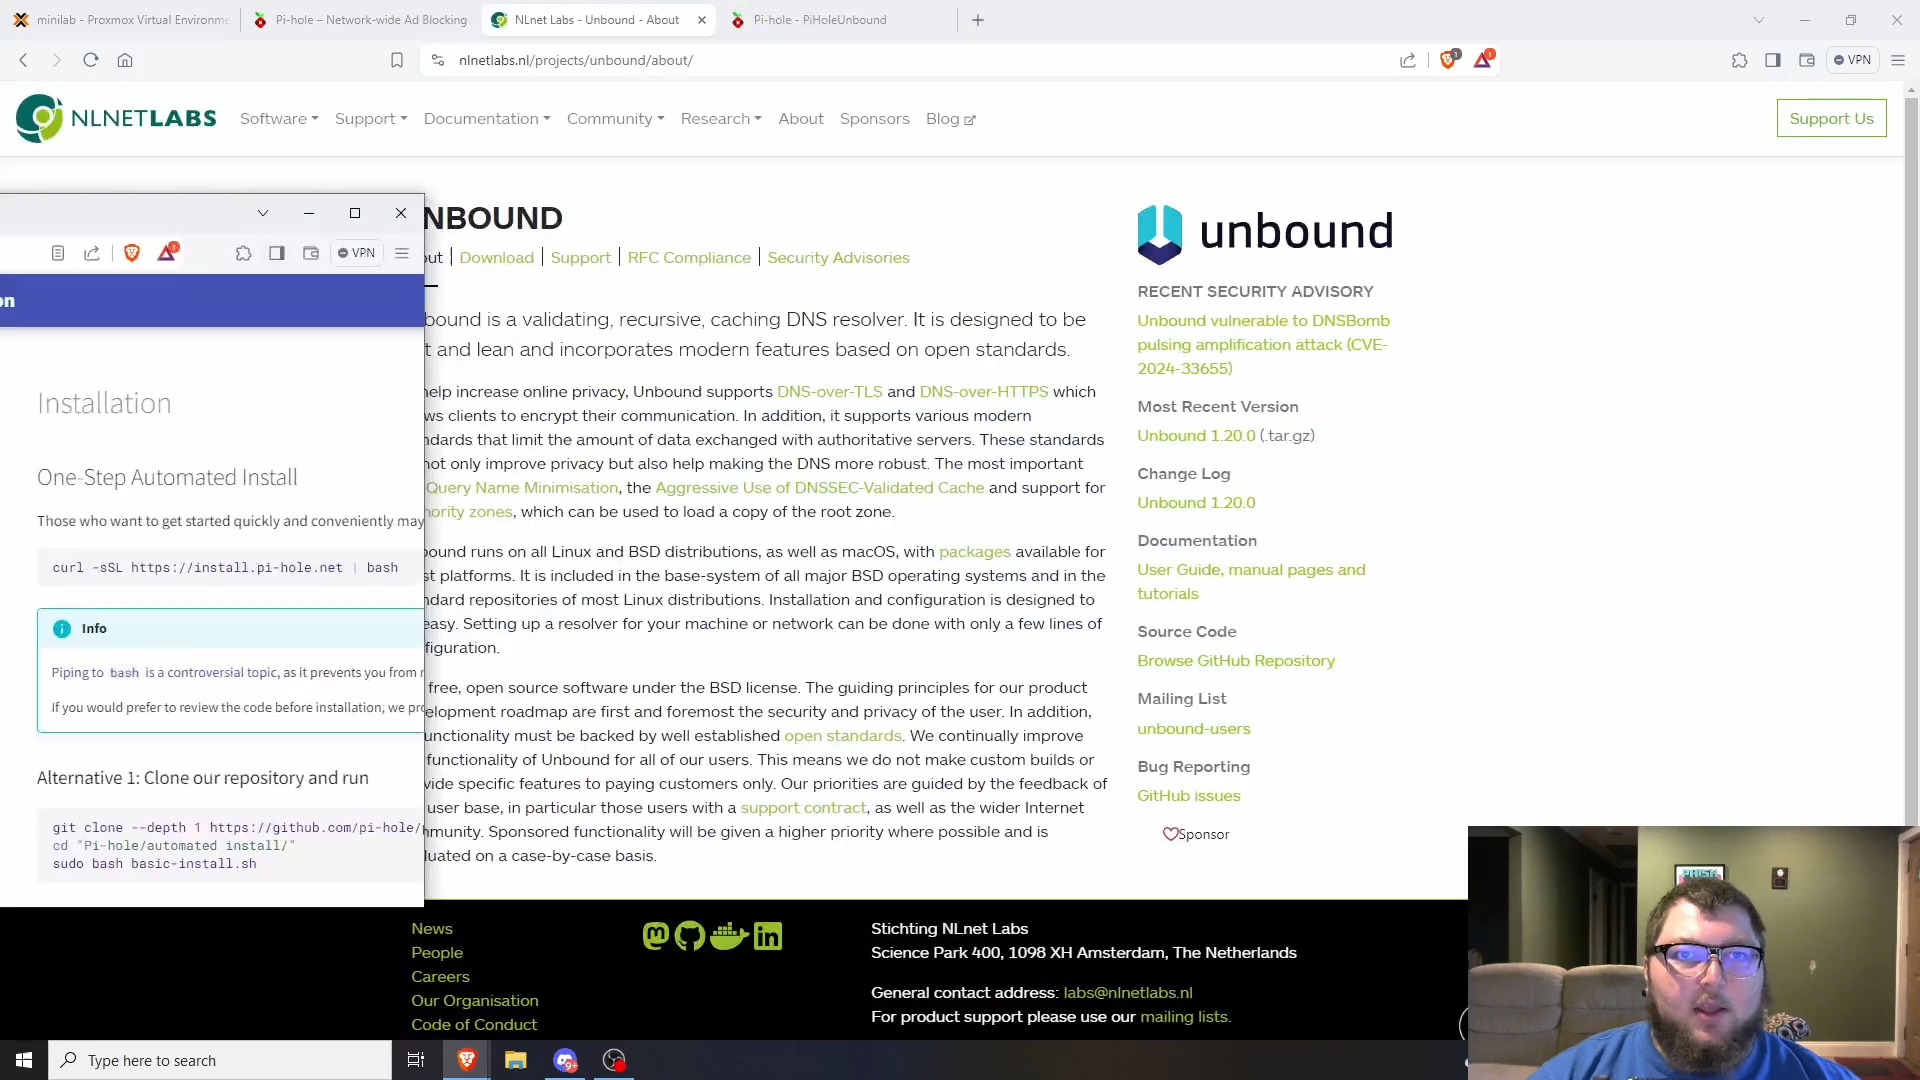 minilab - Proxmox Virtual Environme
Pi-hole – Network-wide Ad Blocking
NLnet Labs - Unbound - About
Pi-hole - PiHoleUnbound
nlnetlabs.nl/projects/unbound/about/
1
1
VPN
NLNETLABS
Software
Support
Documentation
Community
Research
About
Sponsors
Blog
Support Us
1
VPN
on
Installation
One-Step Automated Install
Those who want to get started quickly and conveniently may
curl -sSL https://install.pi-hole.net | bash
Info
Piping to bash is a controversial topic, as it prevents you from r
If you would prefer to review the code before installation, we pro
Alternative 1: Clone our repository and run
git clone --depth 1 https://github.com/pi-hole/
cd "Pi-hole/automated install/"
sudo bash basic-install.sh
NBOUND
out | Download | Support | RFC Compliance | Security Advisories
bound is a validating, recursive, caching DNS resolver. It is designed to be
t and lean and incorporates modern features based on open standards.
help increase online privacy, Unbound supports DNS-over-TLS and DNS-over-HTTPS which
ws clients to encrypt their communication. In addition, it supports various modern
ndards that limit the amount of data exchanged with authoritative servers. These standards
not only improve privacy but also help making the DNS more robust. The most important
Query Name Minimisation, the Aggressive Use of DNSSEC-Validated Cache and support for
hority zones, which can be used to load a copy of the root zone.
bound runs on all Linux and BSD distributions, as well as macOS, with packages available for
st platforms. It is included in the base-system of all major BSD operating systems and in the
ndard repositories of most Linux distributions. Installation and configuration is designed to
easy. Setting up a resolver for your machine or network can be done with only a few lines of
figuration.
free, open source software under the BSD license. The guiding principles for our product
elopment roadmap are first and foremost the security and privacy of the user. In addition,
unctionality must be backed by well established open standards. We continually improve
functionality of Unbound for all of our users. This means we do not make custom builds or
vide specific features to paying customers only. Our priorities are guided by the feedback of
user base, in particular those users with a support contract, as well as the wider Internet
mmunity. Sponsored functionality will be given a higher priority where possible and is
luated on a case-by-case basis.
unbound
RECENT SECURITY ADVISORY
Unbound vulnerable to DNSBomb
pulsing amplification attack (CVE-
2024-33655)
Most Recent Version
Unbound 1.20.0 (.tar.gz)
Change Log
Unbound 1.20.0
Documentation
User Guide, manual pages and
tutorials
Source Code
Browse GitHub Repository
Mailing List
unbound-users
Bug Reporting
GitHub issues
Sponsor
News
People
Careers
Our Organisation
Code of Conduct
Stichting NLnet Labs
Science Park 400, 1098 XH Amsterdam, The Netherlands
General contact address: labs@nlnetlabs.nl
For product support please use our mailing lists.
PHISH
Type here to search
9+